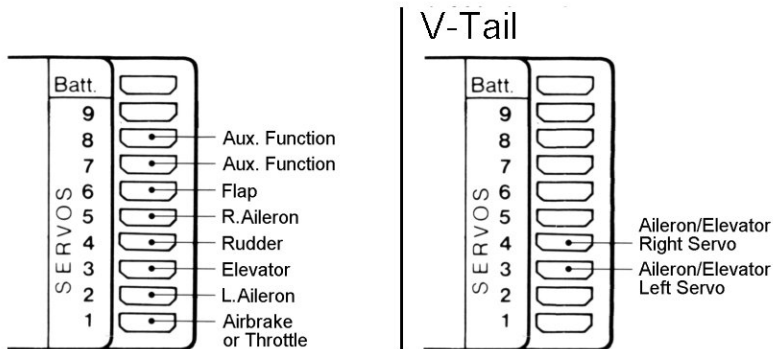 Batt.
9
8
7
6
5
4
3
2
1
SERVOS
Aux. Function
Aux. Function
Flap
R.Aileron
Rudder
Elevator
L.Aileron
Airbrake
or Throttle
V-Tail
Batt.
9
8
7
6
5
4
3
2
1
SERVOS
Aileron/Elevator
Right Servo
Aileron/Elevator
Left Servo